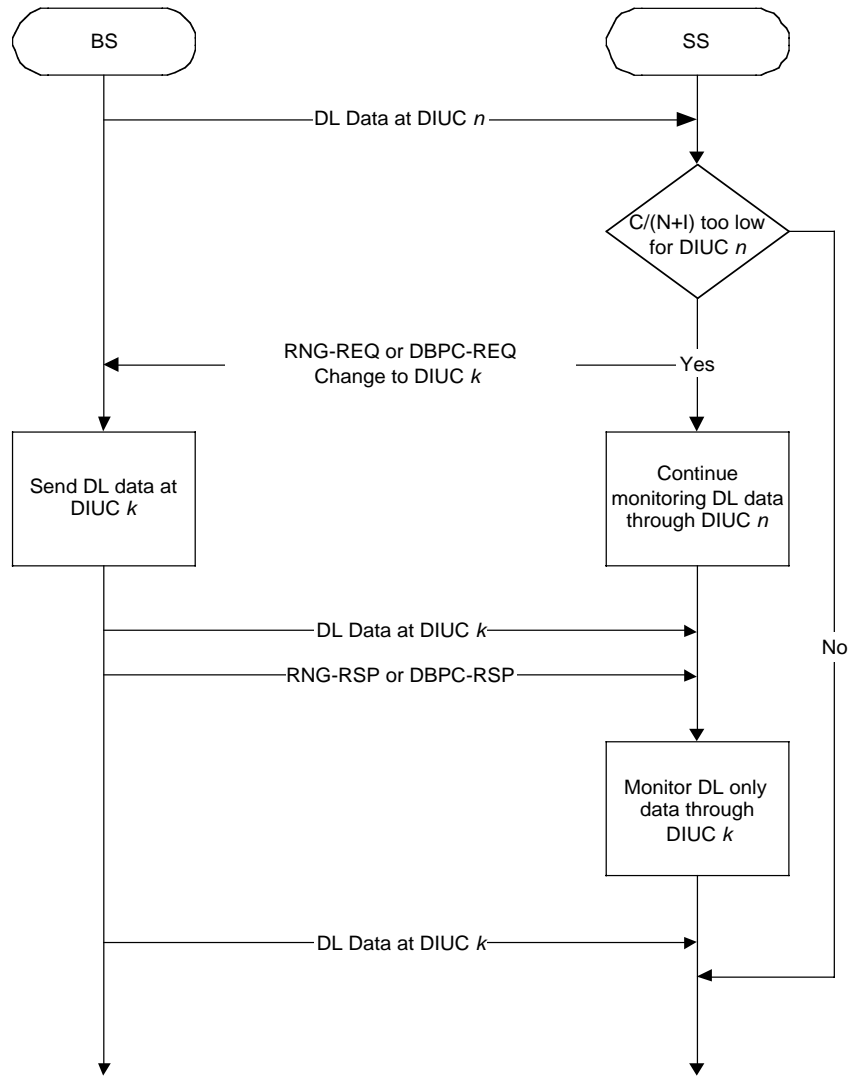 BS
SS
DL Data at DIUC n
C/(N+I) too low
for DIUC n
RNG-REQ or DBPC-REQ
Change to DIUC k
Yes
Send DL data at
DIUC k
Continue
monitoring DL data
through DIUC n
DL Data at DIUC k
No
RNG-RSP or DBPC-RSP
Monitor DL only
data through
DIUC k
DL Data at DIUC k